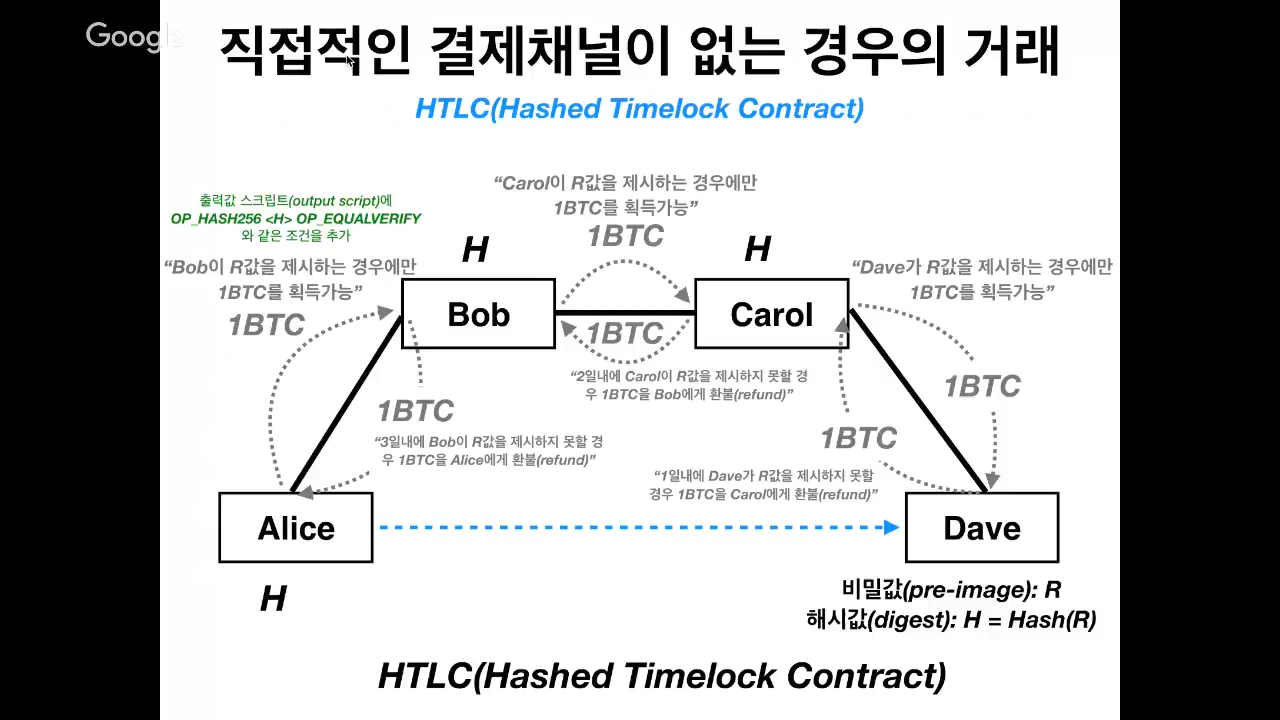 Google
직접적인 결제채널이 없는 경우의 거래
HTLC(Hashed Timelock Contract)
“Carol이 R값을 제시하는 경우에만
1BTC를 획득가능”
1BTC
출력값 스크립트(output script)에
OP_HASH256 <H> OP_EQUALVERIFY
와 같은 조건을 추가
H
H
“Bob이 R값을 제시하는 경우에만
1BTC를 획득가능”
1BTC
“Dave가 R값을 제시하는 경우에만
1BTC를 획득가능”
Bob
1BTC
Carol
“2일내에 Carol이 R값을 제시하지 못할 경
우 1BTC을 Bob에게 환불(refund)”
1BTC
1BTC
“3일내에 Bob이 R값을 제시하지 못할 경
우 1BTC을 Alice에게 환불(refund)”
1BTC
“1일내에 Dave가 R값을 제시하지 못할
경우 1BTC을 Carol에게 환불(refund)”
Alice
Dave
H
비밀값(pre-image): R
해시값(digest): H = Hash(R)
HTLC(Hashed Timelock Contract)